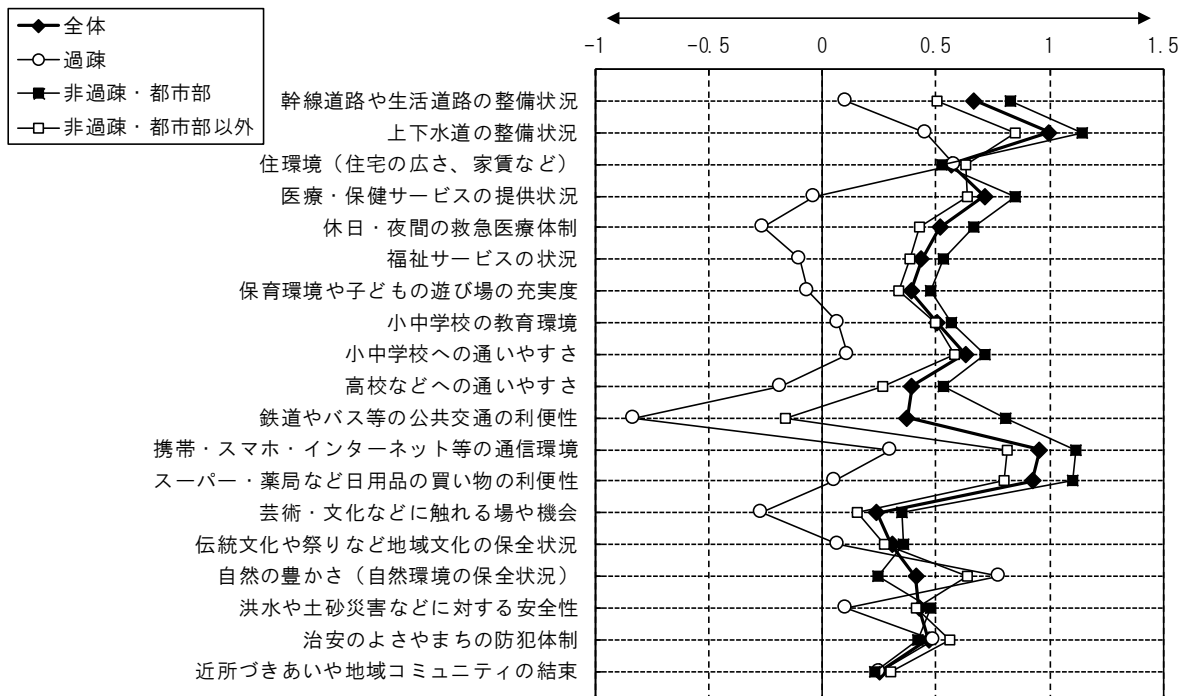 全体
過疎
非過疎・都市部
非過疎・都市部以外
-1 -0.5 0 0.5 1 1.5
幹線道路や生活道路の整備状況
上下水道の整備状況
住環境（住宅の広さ、家賃など）
医療・保健サービスの提供状況
休日・夜間の救急医療体制
福祉サービスの状況
保育環境や子どもの遊び場の充実度
小中学校の教育環境
小中学校への通いやすさ
高校などへの通いやすさ
鉄道やバス等の公共交通の利便性
携帯・スマホ・インターネット等の通信環境
スーパー・薬局など日用品の買い物の利便性
芸術・文化などに触れる場や機会
伝統文化や祭りなど地域文化の保全状況
自然の豊かさ（自然環境の保全状況）
洪水や土砂災害などに対する安全性
治安のよさやまちの防犯体制
近所づきあいや地域コミュニティの結束